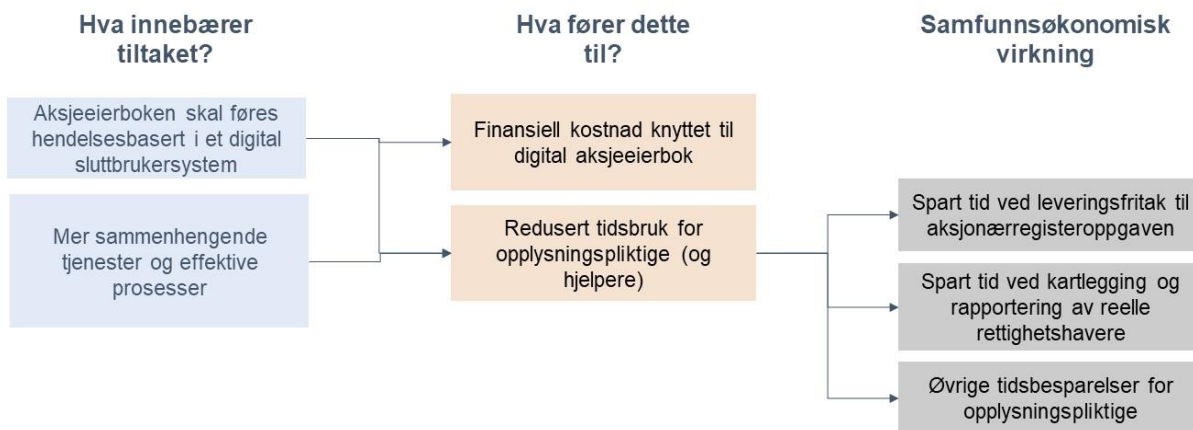 Hva innebærer
tiltaket?
Hva fører dette
til?
Samfunnsøkonomisk
virkning
Aksjeeierboken skal føres
hendelsesbasert i et digital
sluttbrukersystem
Mer sammenhengende
tjenester og effektive
prosesser
Finansiell kostnad knyttet til
digital aksjeeierbok
Redusert tidsbruk for
opplysningspliktige (og
hjelpere)
Spart tid ved leveringsfritak til
aksjonærregisteroppgaven
Spart tid ved kartlegging og
rapportering av reelle
rettighetshavere
Øvrige tidsbesparelser for
opplysningspliktige